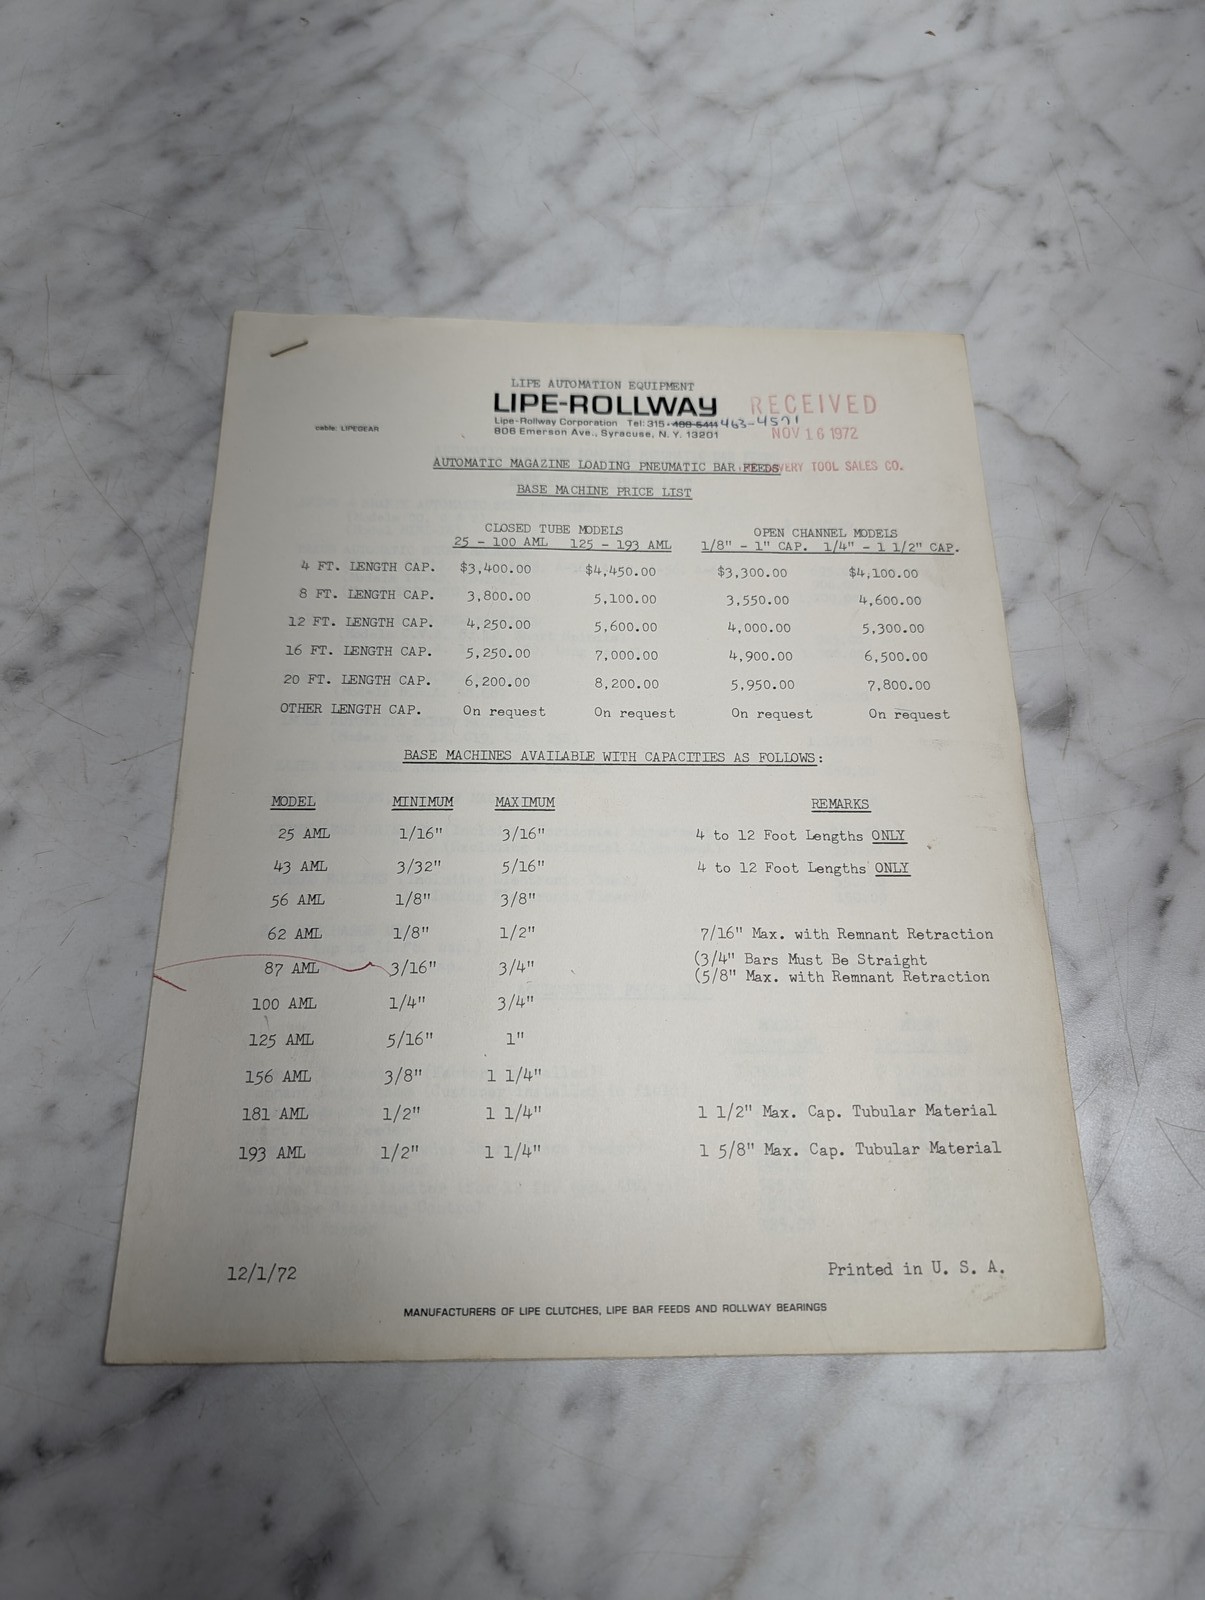 LIPE AUTOMATION EQUIPMENT
LIPE-ROLLWAY
RECEIVED
Lipe-Rollway Corporation Tel: 315- 463-4571
cable: LIPEGEAR
806 Emerson Ave., Syracuse, N. Y. 13201
NOV 16 1972
AUTOMATIC MAGAZINE LOADING PNEUMATIC BAR FEEDS
TOOL SALES CO.
BASE MACHINE PRICE LIST
CLOSED TUBE MODELS OPEN CHANNEL MODELS
25 - 100 AML 125 - 193 AML 1/8" - 1" CAP. 1/4" - 1 1/2" CAP.
4 FT. LENGTH CAP. $3,400.00 $4,450.00 $3,300.00 $4,100.00
8 FT. LENGTH CAP. 3,800.00 5,100.00 3,550.00 4,600.00
12 FT. LENGTH CAP. 4,250.00 5,600.00 4,000.00 5,300.00
16 FT. LENGTH CAP. 5,250.00 7,000.00 4,900.00 6,500.00
20 FT. LENGTH CAP. 6,200.00 8,200.00 5,950.00 7,800.00
OTHER LENGTH CAP. On request On request On request On request
BASE MACHINES AVAILABLE WITH CAPACITIES AS FOLLOWS:
MODEL MINIMUM MAXIMUM REMARKS
25 AML 1/16" 3/16" 4 to 12 Foot Lengths ONLY
43 AML 3/32" 5/16" 4 to 12 Foot Lengths ONLY
56 AML 1/8" 3/8"
62 AML 1/8" 1/2" 7/16" Max. with Remnant Retraction
87 AML 3/16" 3/4" (3/4" Bars Must Be Straight
(5/8" Max. with Remnant Retraction
100 AML 1/4" 3/4"
125 AML 5/16" 1"
156 AML 3/8" 1 1/4"
181 AML 1/2" 1 1/4" 1 1/2" Max. Cap. Tubular Material
193 AML 1/2" 1 1/4" 1 5/8" Max. Cap. Tubular Material
12/1/72 Printed in U. S. A.
MANUFACTURERS OF LIPE CLUTCHES, LIPE BAR FEEDS AND ROLLWAY BEARINGS